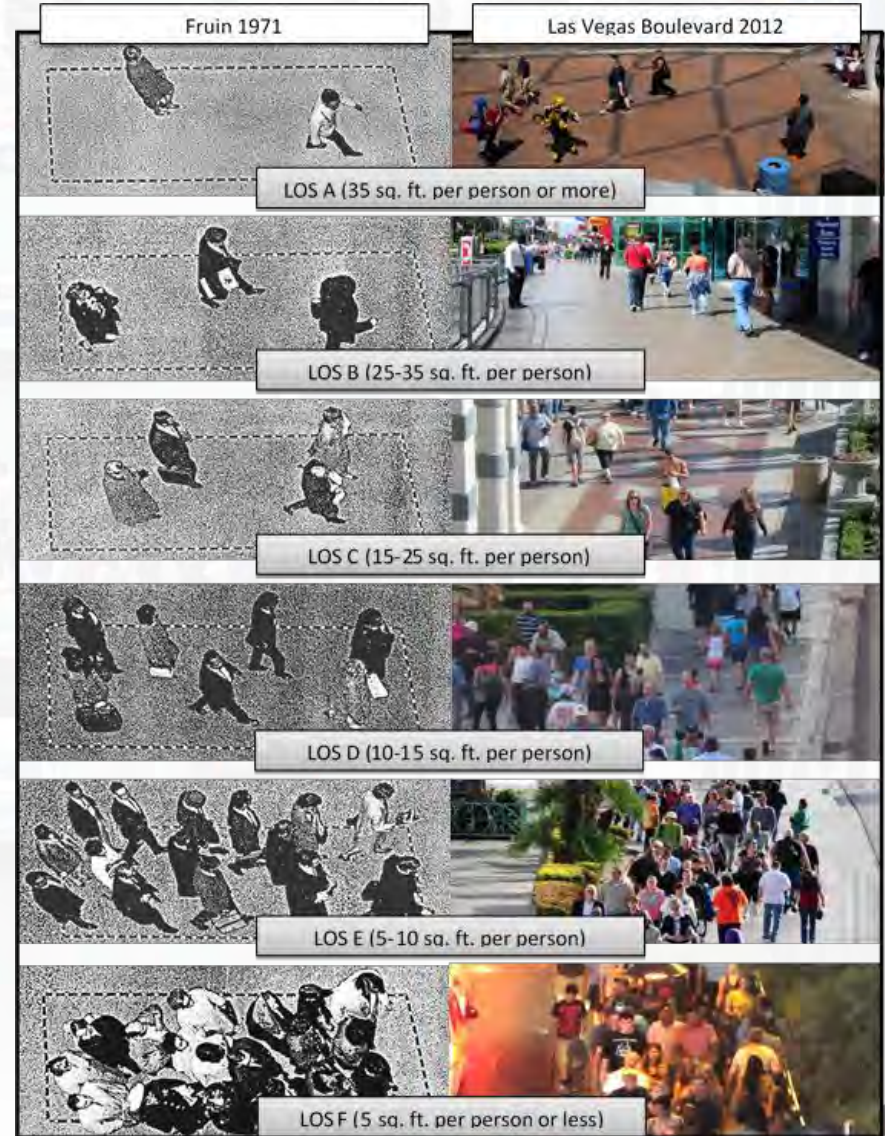 Fruin 1971
Las Vegas Boulevard 2012
LOS A (35 sq. ft. per person or more)
LOS B (25-35 sq. ft. per person)
LOS C (15-25 sq. ft. per person)
LOS D (10-15 sq. ft. per person)
LOS E (5-10 sq. ft. per person)
LOS F (5 sq. ft. per person or less)